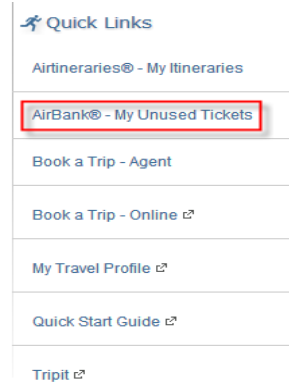 Quick Links
Airtineraries® - My Itineraries
AirBank® - My Unused Tickets
Book a Trip - Agent
Book a Trip - Online
My Travel Profile
Quick Start Guide
Tripit